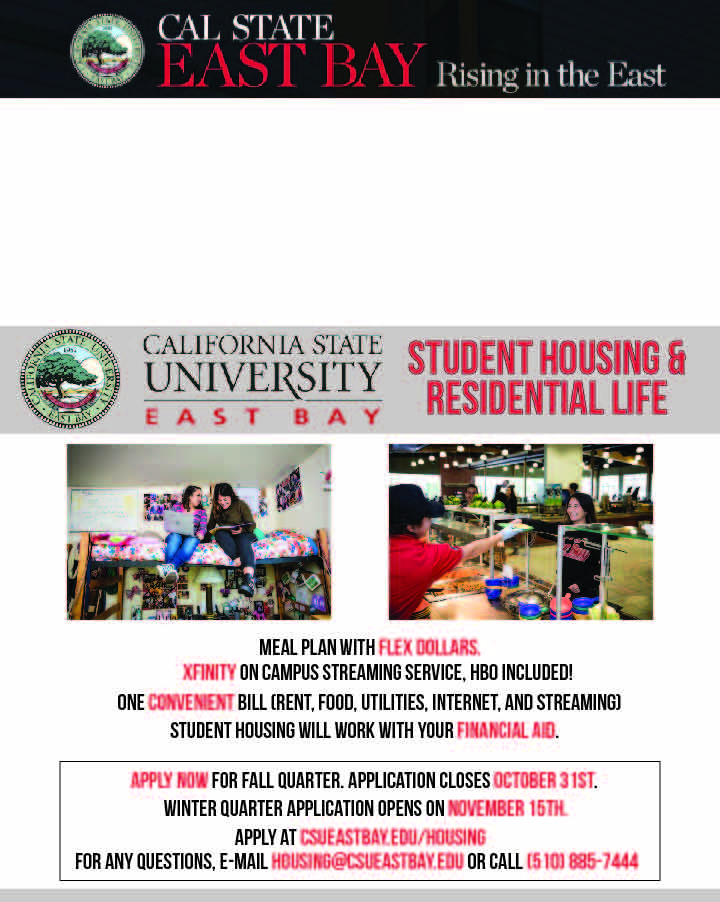 CAL STATE
EAST BAY Rising in the East
CALIFORNIA STATE
UNIVERSITY
EAST BAY
STUDENT HOUSING &
RESIDENTIAL LIFE
MEAL PLAN WITH FLEX DOLLARS.
XFINITY ON CAMPUS STREAMING SERVICE, HBO INCLUDED!
ONE CONVENIENT BILL (RENT, FOOD, UTILITIES, INTERNET, AND STREAMING)
STUDENT HOUSING WILL WORK WITH YOUR FINANCIAL AID.
APPLY NOW FOR FALL QUARTER. APPLICATION CLOSES OCTOBER 31ST.
WINTER QUARTER APPLICATION OPENS ON NOVEMBER 15TH.
APPLY AT CSUEASTBAY.EDU/HOUSING
FOR ANY QUESTIONS, E-MAIL HOUSING@CSUEASTBAY.EDU OR CALL (510) 885-7444